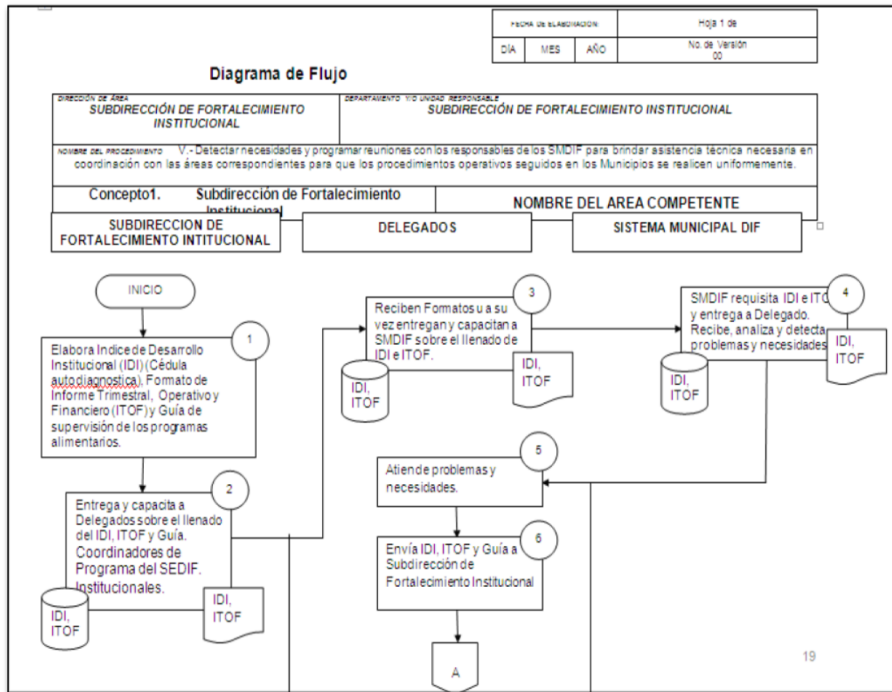 FECHA DE ELABORACION:
Hoja 1 de
DÍA MES AÑO
No. de Versión
00
Diagrama de Flujo
DIRECCIÓN DE ÁREA
SUBDIRECCIÓN DE FORTALECIMIENTO
INSTITUCIONAL
DEPARTAMENTO Y/O UNIDAD RESPONSABLE
SUBDIRECCIÓN DE FORTALECIMIENTO INSTITUCIONAL
NOMBRE DEL PROCEDIMIENTO V.- Detectar necesidades y programar reuniones con los responsables de los SMDIF para brindar asistencia técnica necesaria en
coordinación con las áreas correspondientes para que los procedimientos operativos seguidos en los Municipios se realicen uniformemente.
Concepto1. Subdirección de Fortalecimiento
Institucional
NOMBRE DEL AREA COMPETENTE
SUBDIRECCION DE
FORTALECIMIENTO INTITUCIONAL
DELEGADOS
SISTEMA MUNICIPAL DIF
INICIO
1
Elabora Indice de Desarrollo
Institucional (IDI) (Cédula
autodiagnostica), Formato de
Informe Trimestral, Operativo y
Financiero (ITOF) y Guía de
supervisión de los programas
alimentarios.
2
Entrega y capacita a
Delegados sobre el llenado
del IDI, ITOF y Guía.
Coordinadores de
Programa del SEDIF.
Institucionales.
IDI,
ITOF
IDI,
ITOF
3
Reciben Formatos u a su
vez entregan y capacitan a
SMDIF sobre el llenado de
IDI e ITOF.
IDI,
ITOF
IDI,
ITOF
4
SMDIF requisita IDI e ITO
y entrega a Delegado.
Recibe, analiza y detecta
problemas y necesidades
IDI,
ITOF
IDI,
ITOF
5
Atiende problemas y
necesidades.
6
Envía IDI, ITOF y Guía a
Subdirección de
Fortalecimiento Institucional
A
19